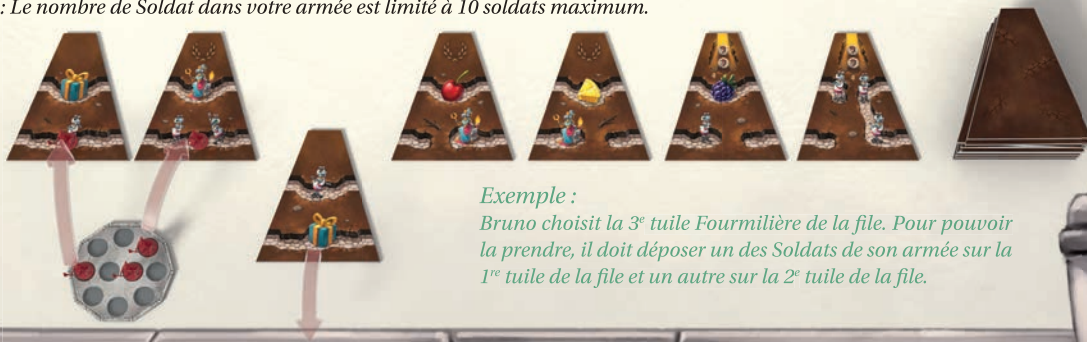 : Le nombre de Soldat dans votre armée est limité à 10 soldats maximum.
Exemple :
Bruno choisit la 3e tuile Fourmilière de la file. Pour pouvoir
la prendre, il doit déposer un des Soldats de son armée sur la
1re tuile de la file et un autre sur la 2e tuile de la file.